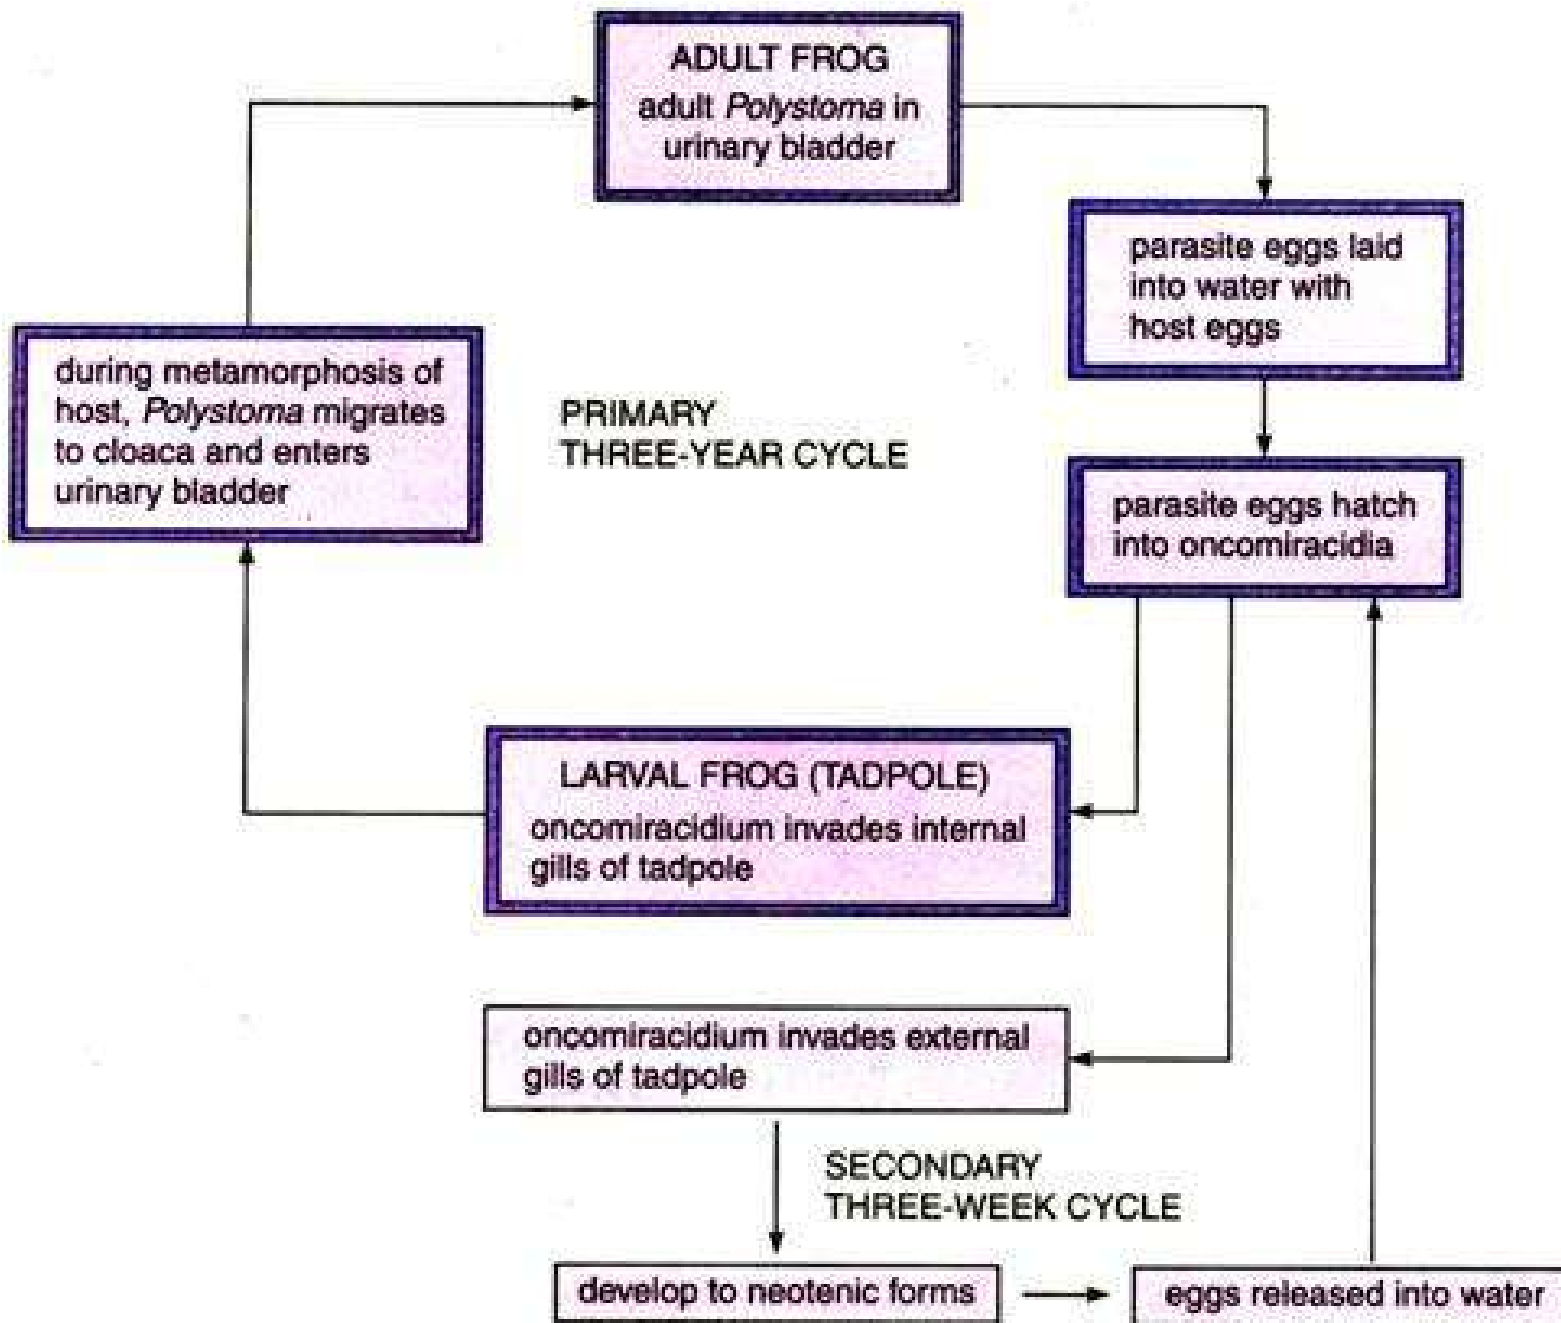 ADULT FROG
adult Polystoma in
urinary bladder
parasite eggs laid
into water with
host eggs
during metamorphosis of
host, Polystoma migrates
to cloaca and enters
urinary bladder
PRIMARY
THREE-YEAR CYCLE
parasite eggs hatch
into oncomiracidia
LARVAL FROG (TADPOLE)
oncomiracidium invades internal
gills of tadpole
oncomiracidium invades external
gills of tadpole
SECONDARY
THREE-WEEK CYCLE
develop to neotenic forms
eggs released into water